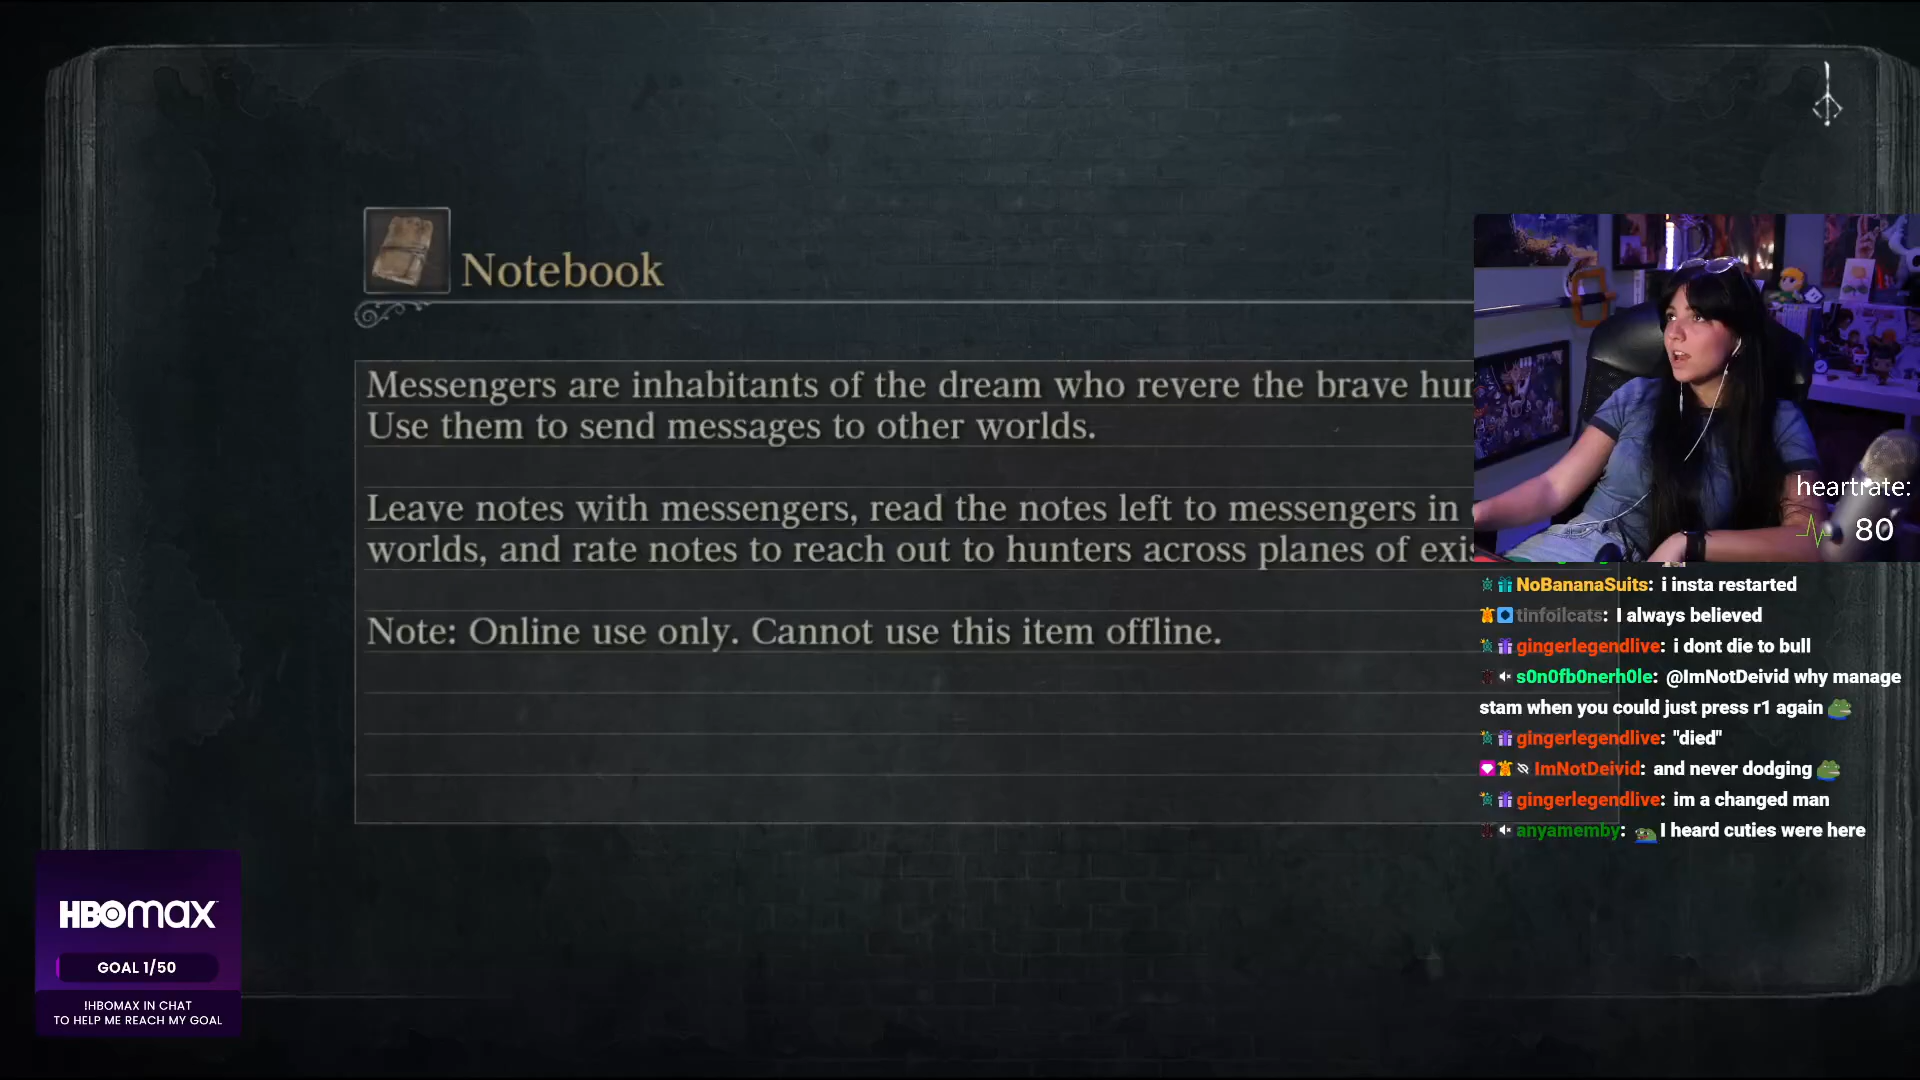 Notebook
Messengers are inhabitants of the dream who revere the brave
Use them to send messages to other worlds.
Leave notes with messengers, read the notes left to messengers in
worlds, and rate notes to reach out to hunters across planes of
Note: Online use only. Cannot use this item offline.
heartrate:
80
NoBananaSuits: i insta restarted
tinfoilcats: I always believed
gingerlegendlive: i dont die to bull
s0n0fb0nerh0le: @ImNotDeivid why manage
stam when you could just press r1 again
gingerlegendlive: "died"
ImNotDeivid: and never dodging
gingerlegendlive: im a changed man
anyamemby: I heard cuties were here
HBOMAX
GOAL 1/50
!HBOMAX IN CHAT
TO HELP ME REACH MY GOAL